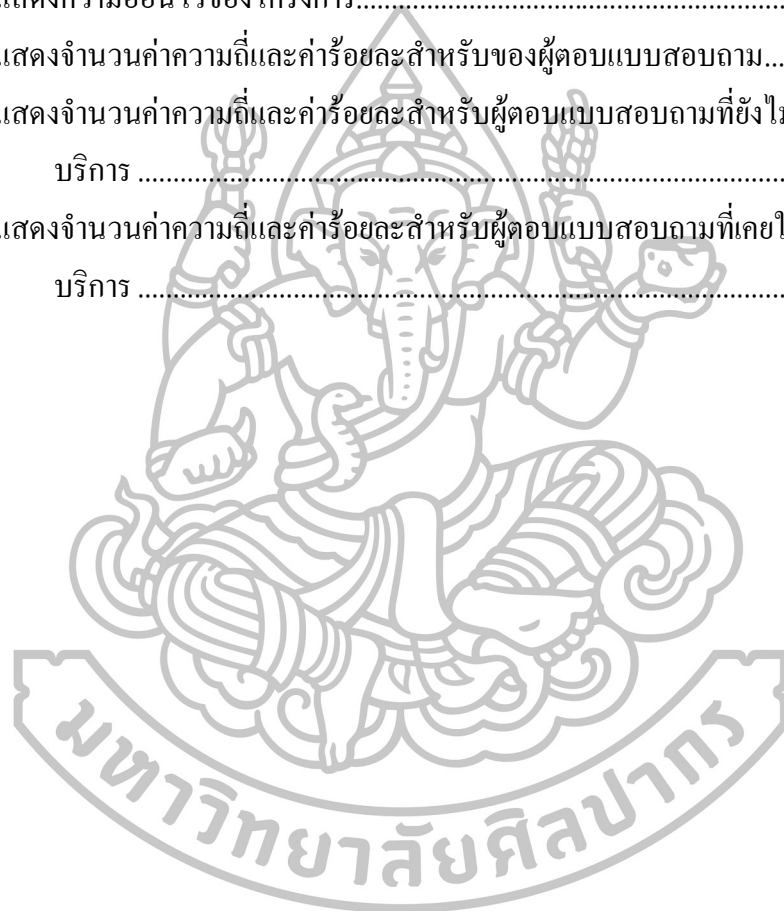 แสดงความอ่อนไวของโครงการ................................................................
แสดงจำนวนค่าความถี่และค่าร้อยละสำหรับของผู้ตอบแบบสอบถาม...
แสดงจำนวนค่าความถี่และค่าร้อยละสำหรับผู้ตอบแบบสอบถามที่ยังไม
บริการ ................................................................................................
แสดงจำนวนค่าความถี่และค่าร้อยละสำหรับผู้ตอบแบบสอบถามที่เคยใ
บริการ ................................................................................................
มหาวิทยาลัยศิลปากร